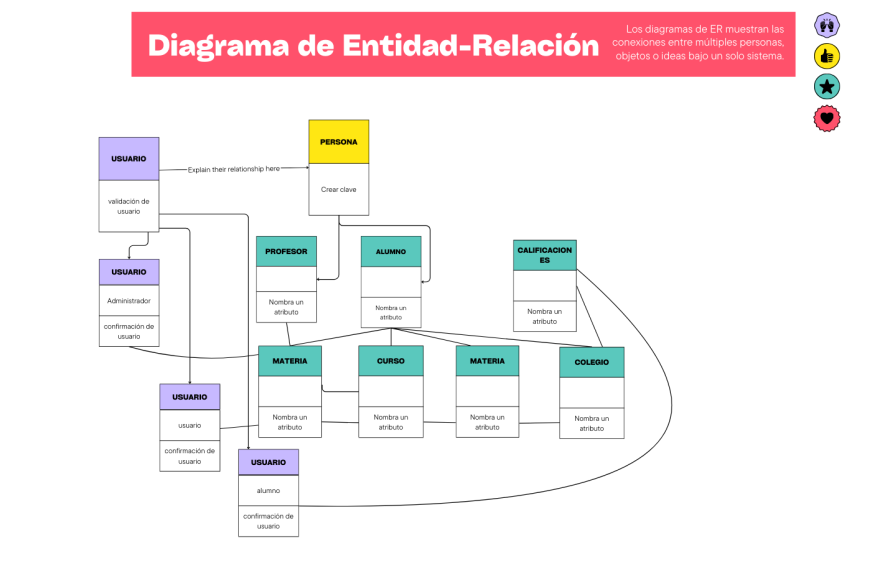 Diagrama de Entidad-Relación
Los diagramas de ER muestran las
conexiones entre múltiples personas,
objetos o ideas bajo un solo sistema.
PERSONA
Crear clave
USUARIO
validación de
usuario
Explain their relationship here
PROFESOR
Nombra un
atributo
ALUMNO
Nombra un
atributo
CALIFICACION
ES
Nombra un
atributo
USUARIO
Administrador
confirmación de
usuario
MATERIA
Nombra un
atributo
CURSO
Nombra un
atributo
MATERIA
Nombra un
atributo
COLEGIO
Nombra un
atributo
USUARIO
usuario
confirmación de
usuario
USUARIO
alumno
confirmación de
usuario